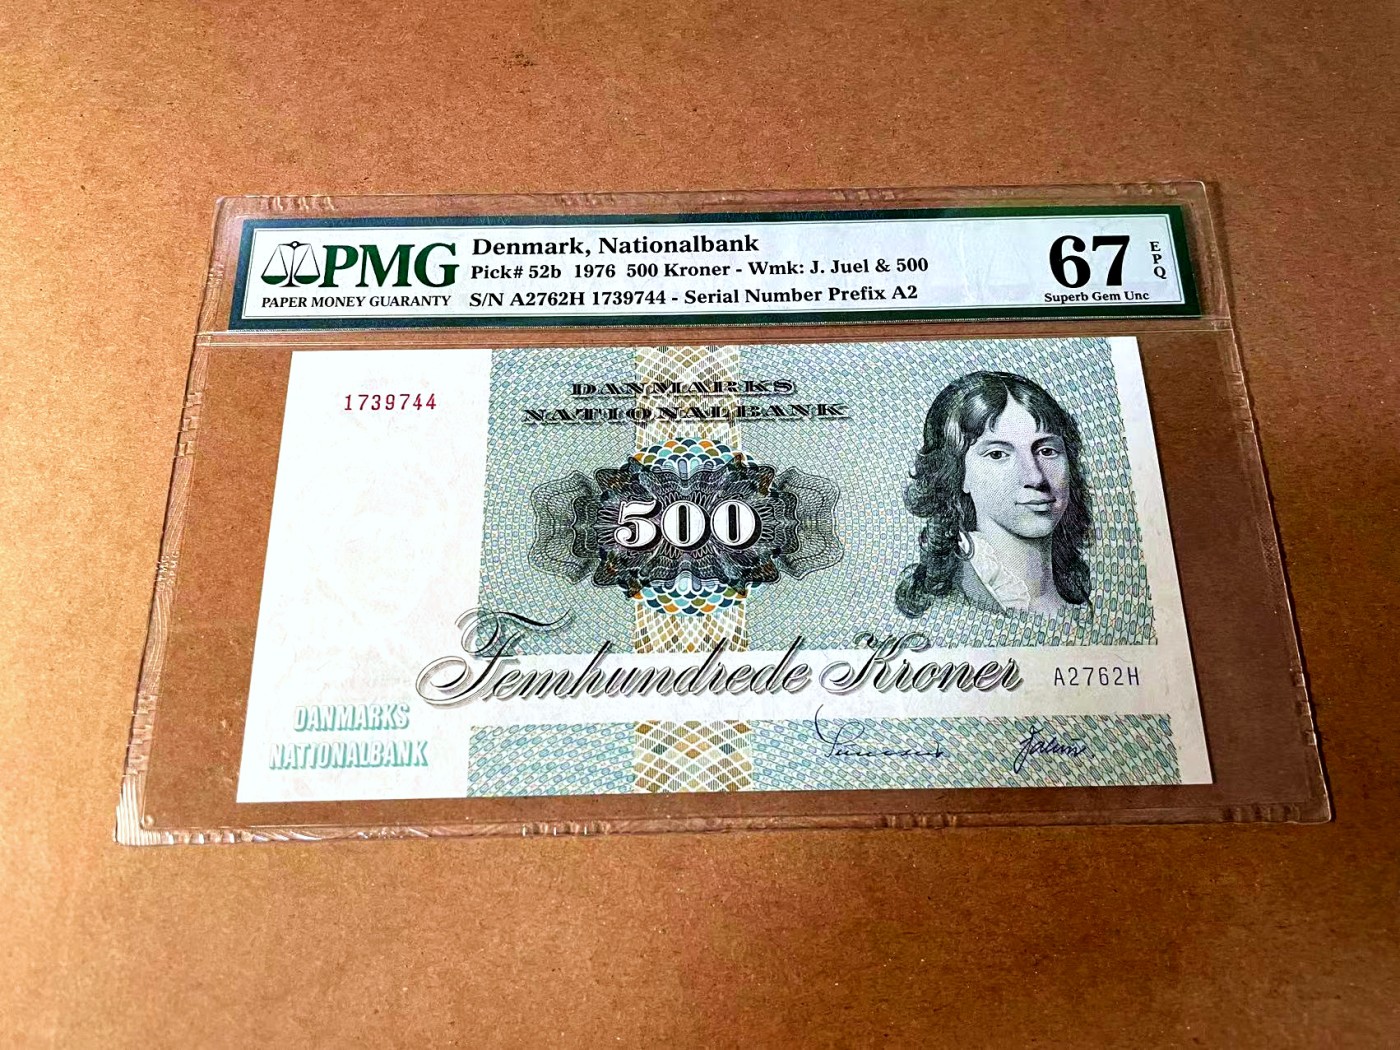 PMG
PAPER MONEY GUARANTY
Denmark, Nationalbank
Pick# 52b 1976 500 Kroner - Wmk: J. Juel & 500
S/N A2762H 1739744 - Serial Number Prefix A2
67
EPQ
Superb Gem Unc
1739744
DANMARKS
NATIONALBANK
500
Femhundrede Kroner
A2762H
DANMARKS
NATIONALBANK